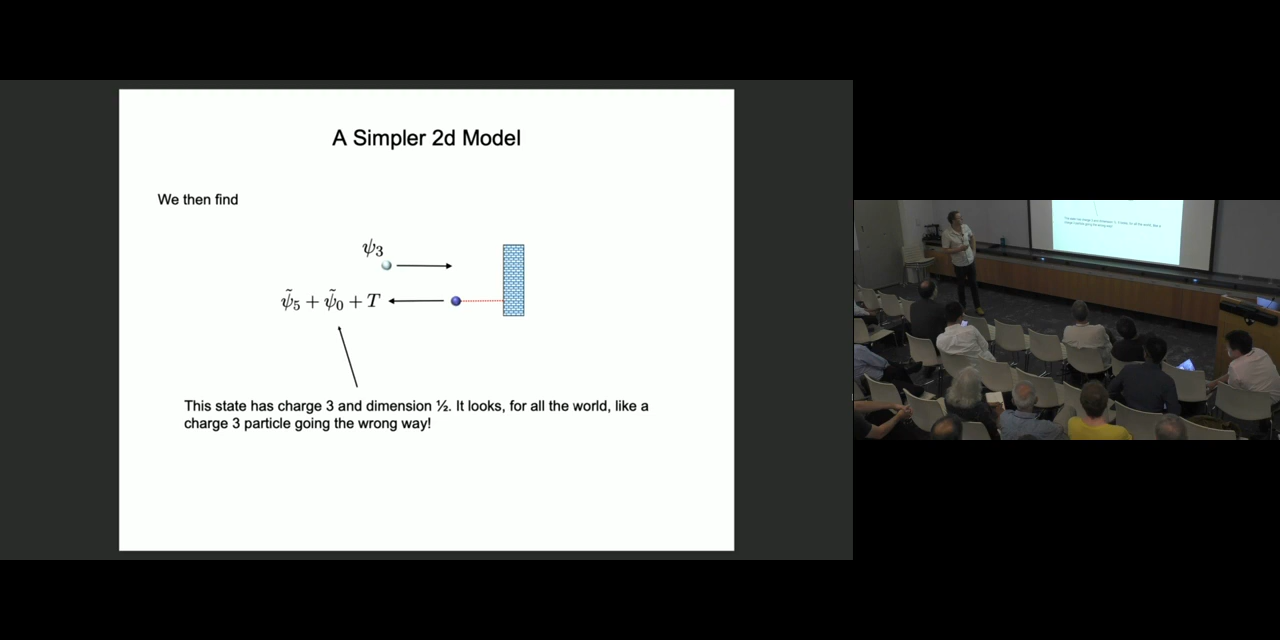 A Simpler 2d Model
We then find
ψ₃
ψ̃₅ + ψ̃₀ + T
This state has charge 3 and dimension ½. It looks, for all the world, like a
charge 3 particle going the wrong way!